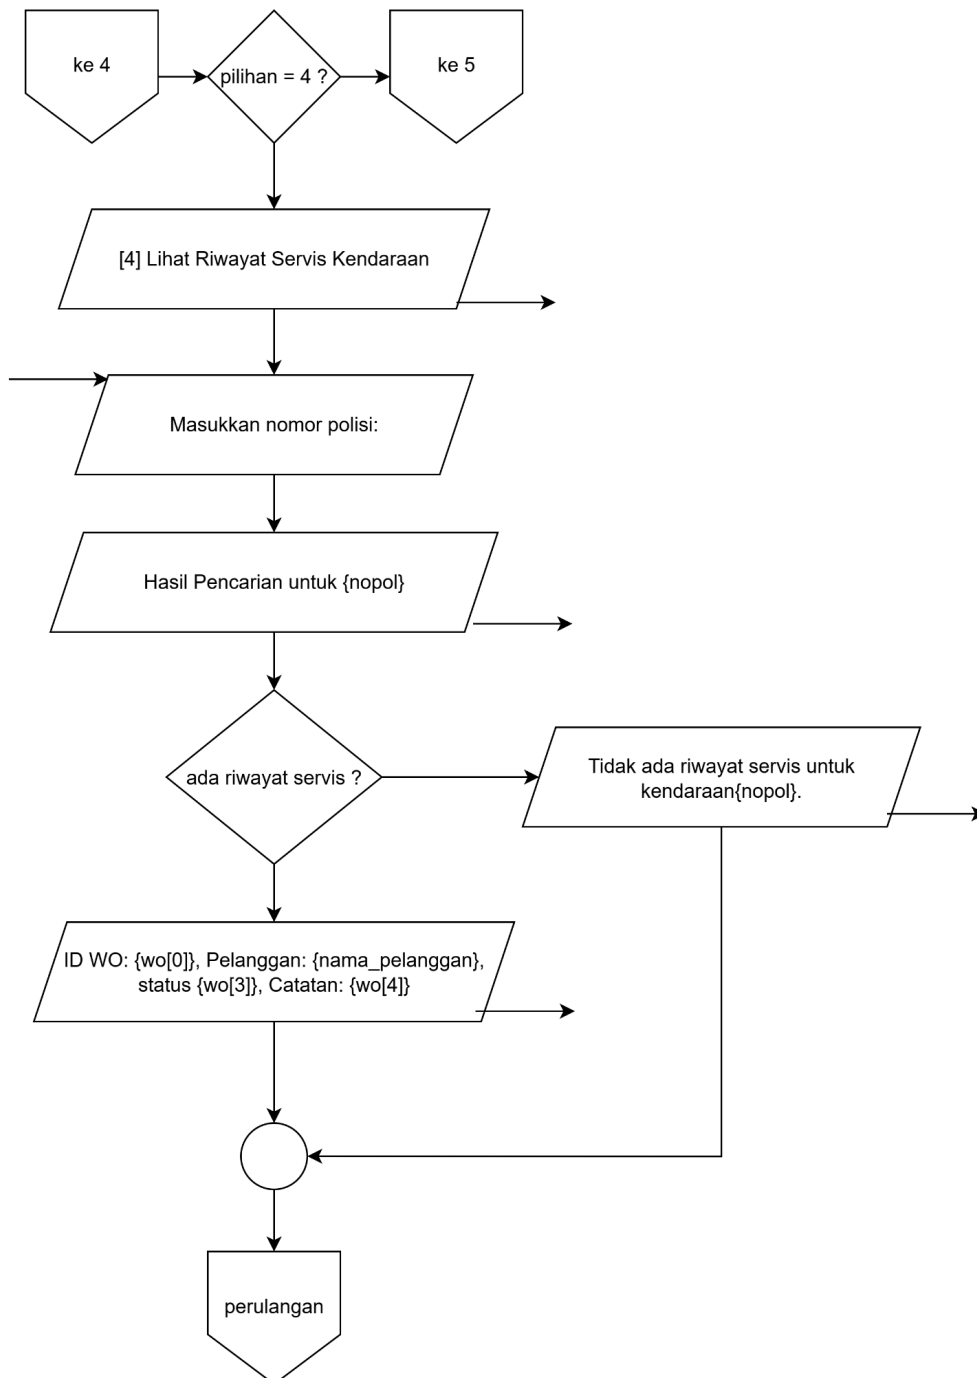 ke 4
pilihan = 4 ?
ke 5
[4] Lihat Riwayat Servis Kendaraan
Masukkan nomor polisi:
Hasil Pencarian untuk {nopol}
ada riwayat servis ?
Tidak ada riwayat servis untuk
kendaraan{nopol}.
ID WO: {wo[0]}, Pelanggan: {nama_pelanggan},
status {wo[3]}, Catatan: {wo[4]}
perulangan